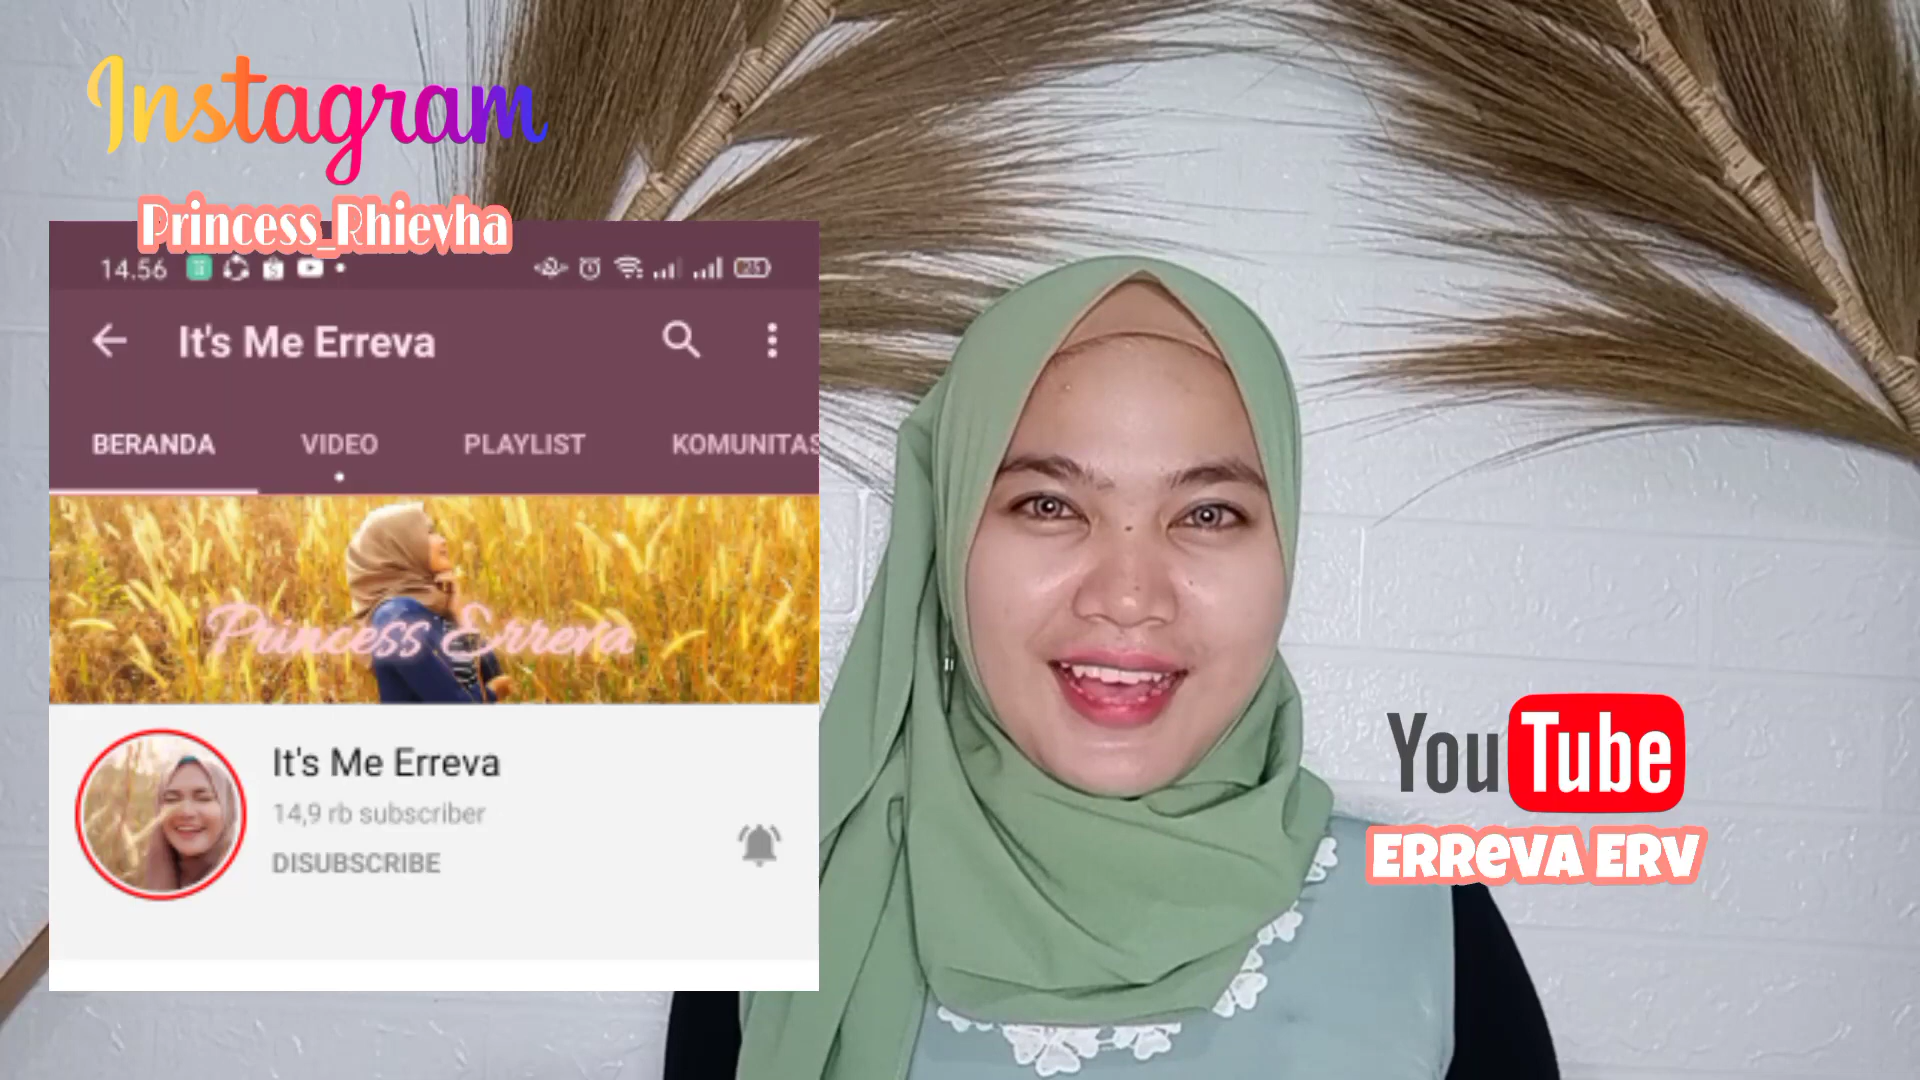 Instagram
Princess_Rhievha
14.56
It's Me Erreva
BERANDA VIDEO PLAYLIST KOMUNITAS
Princess Erreva
It's Me Erreva
14,9 rb subscriber
DISUBSCRIBE
YouTube
Erreva Erv